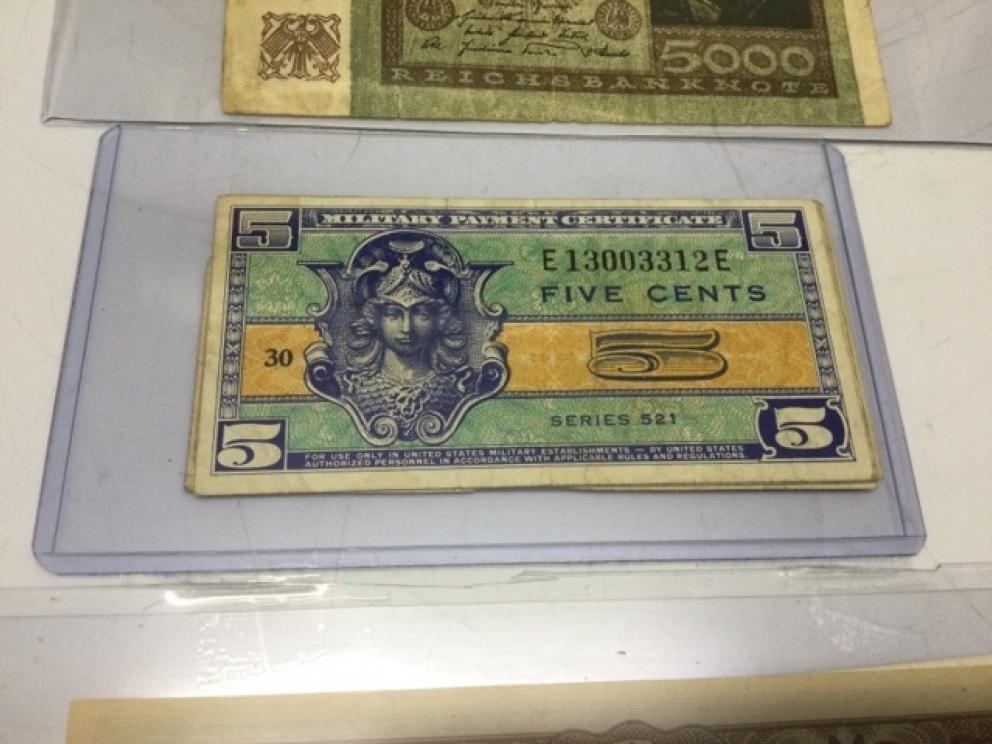 5000
REICHSBANKNOTE
5 MILITARY PAYMENT CERTIFICATE 5
E13003312E
FIVE CENTS
30 5
SERIES 521
5 5
FOR USE ONLY IN UNITED STATES MILITARY ESTABLISHMENTS — BY UNITED STATES
AUTHORIZED PERSONNEL IN ACCORDANCE WITH APPLICABLE RULES AND REGULATIONS.